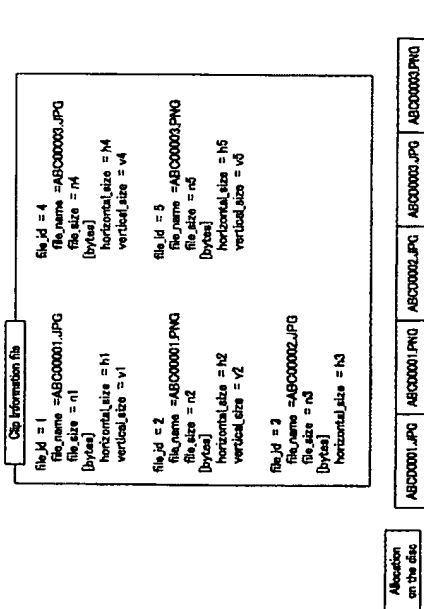 Clip Information file
file_id = 1
file_name =ABC00001.JPG
file_size = n1
[bytes]
horizontal_size = h1
vertical_size = v1
file_id = 2
file_name =ABC00001.PNG
file_size = n2
[bytes]
horizontal_size = h2
vertical_size = v2
file_id = 3
file_name =ABC00002.JPG
file_size = n3
[bytes]
horizontal_size = h3
file_id = 4
file_name =ABC00003.JPG
file_size = n4
[bytes]
horizontal_size = h4
vertical_size = v4
file_id = 5
file_name =ABC00003.PNG
file_size = n5
[bytes]
horizontal_size = h5
vertical_size = v5
Allocation
on the disc
ABC00001.JPG
ABC00001.PNG
ABC00002.JPG
ABC00003.JPG
ABC00003.PNG